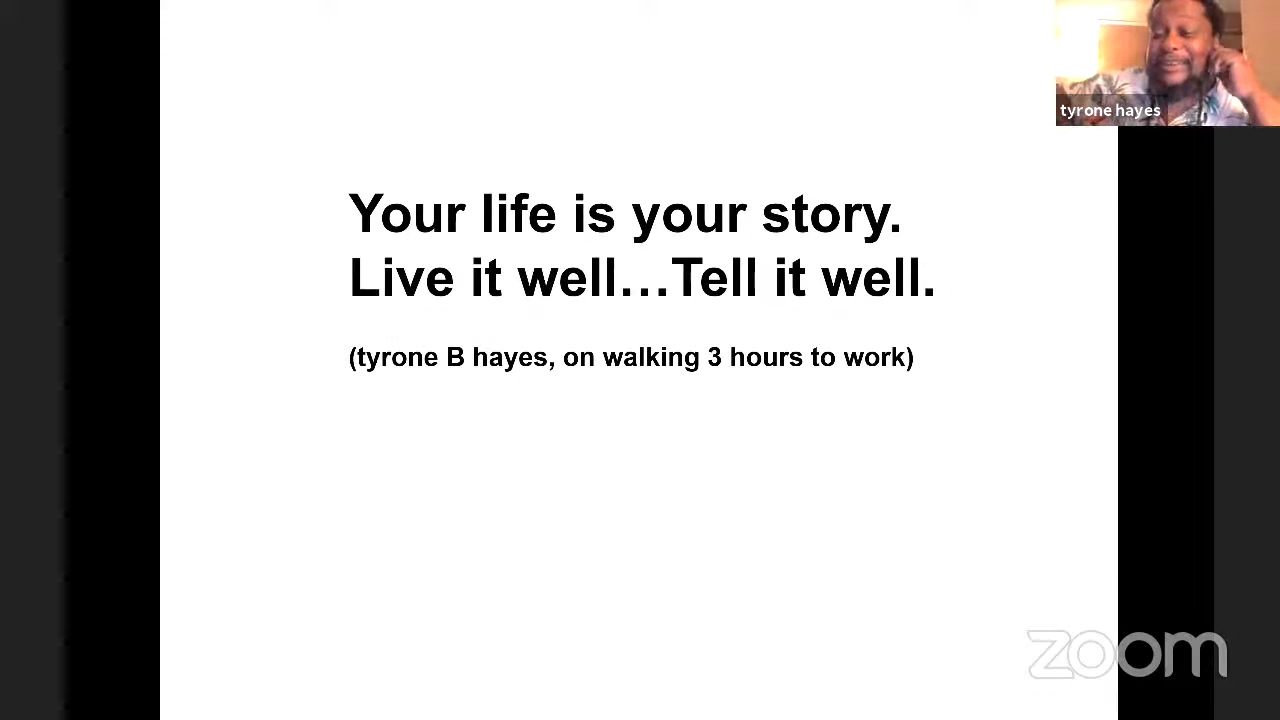 tyrone hayes
Your life is your story.
Live it well…Tell it well.
(tyrone B hayes, on walking 3 hours to work)
zoom